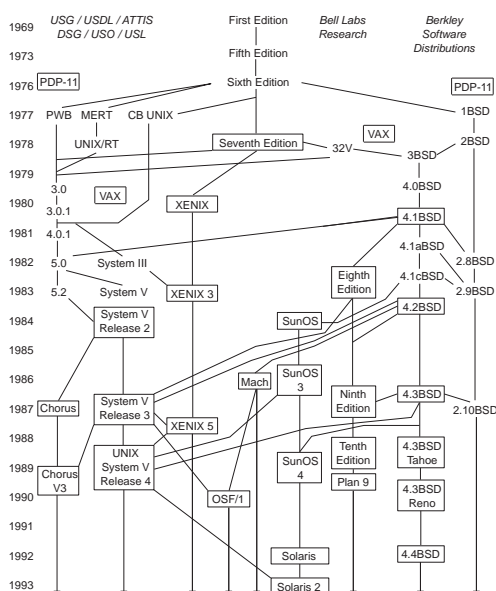 USG / USDL / ATTIS
DSG / USO / USL
Bell Labs
Research
Berkley
Software
Distributions
1969
First Edition
1973
Fifth Edition
1976
PDP-11
Sixth Edition
PDP-11
1977
PWB
MERT
CB UNIX
1BSD
1978
UNIX/RT
Seventh Edition
32V
VAX
2BSD
3BSD
1979
3.0
VAX
4.0BSD
1980
3.0.1
XENIX
4.1BSD
1981
4.0.1
4.1aBSD
1982
5.0
System III
Eighth
Edition
4.1cBSD
2.8BSD
1983
5.2
System V
XENIX 3
2.9BSD
4.2BSD
1984
System V
Release 2
SunOS
1985
1986
Mach
SunOS
3
Ninth
Edition
4.3BSD
1987
Chorus
System V
Release 3
2.10BSD
1988
XENIX 5
1989
Chorus
V3
UNIX
System V
Release 4
SunOS
4
Tenth
Edition
4.3BSD
Tahoe
Plan 9
4.3BSD
Reno
1990
OSF/1
1991
1992
Solaris
4.4BSD
1993
Solaris 2